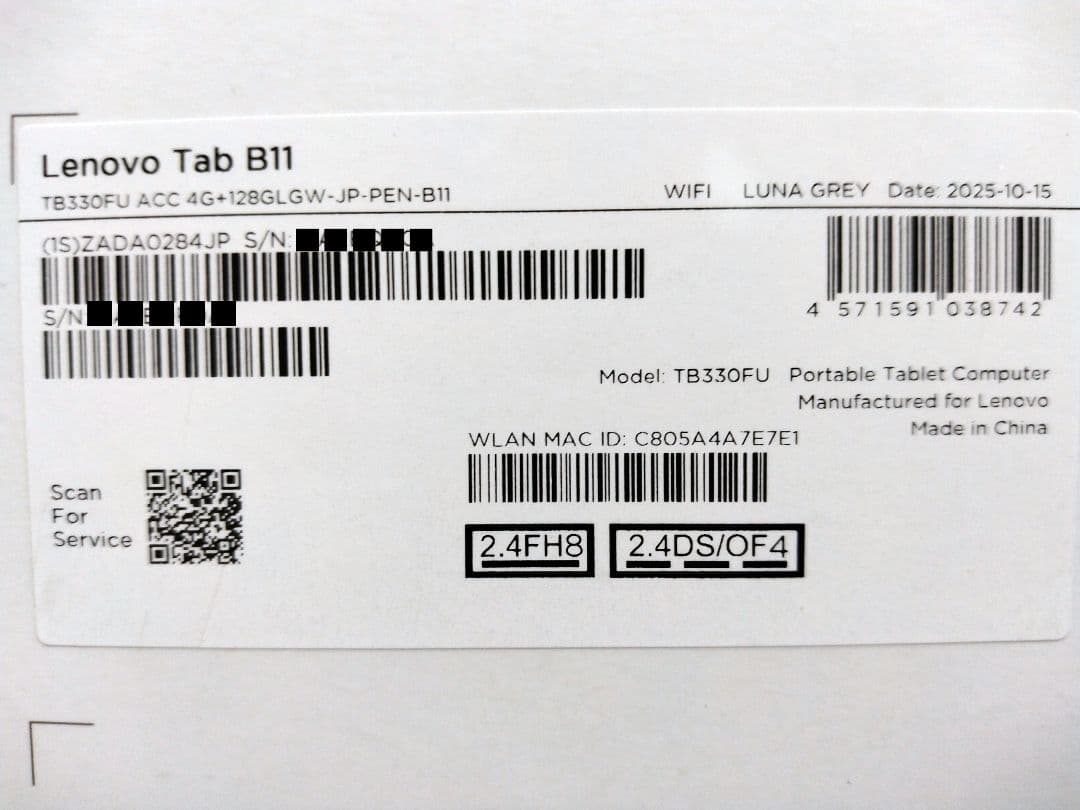 Lenovo Tab B11
TB330FU ACC 4G+128GLGW-JP-PEN-B11 WIFI LUNA GREY Date: 2025-10-15
(1S)ZADA0284JP S/N:
4 571591 038742
S/N
Model: TB330FU Portable Tablet Computer
Manufactured for Lenovo
Made in China
WLAN MAC ID: C805A4A7E7E1
Scan
For
Service
2.4FH8 2.4DS/OF4